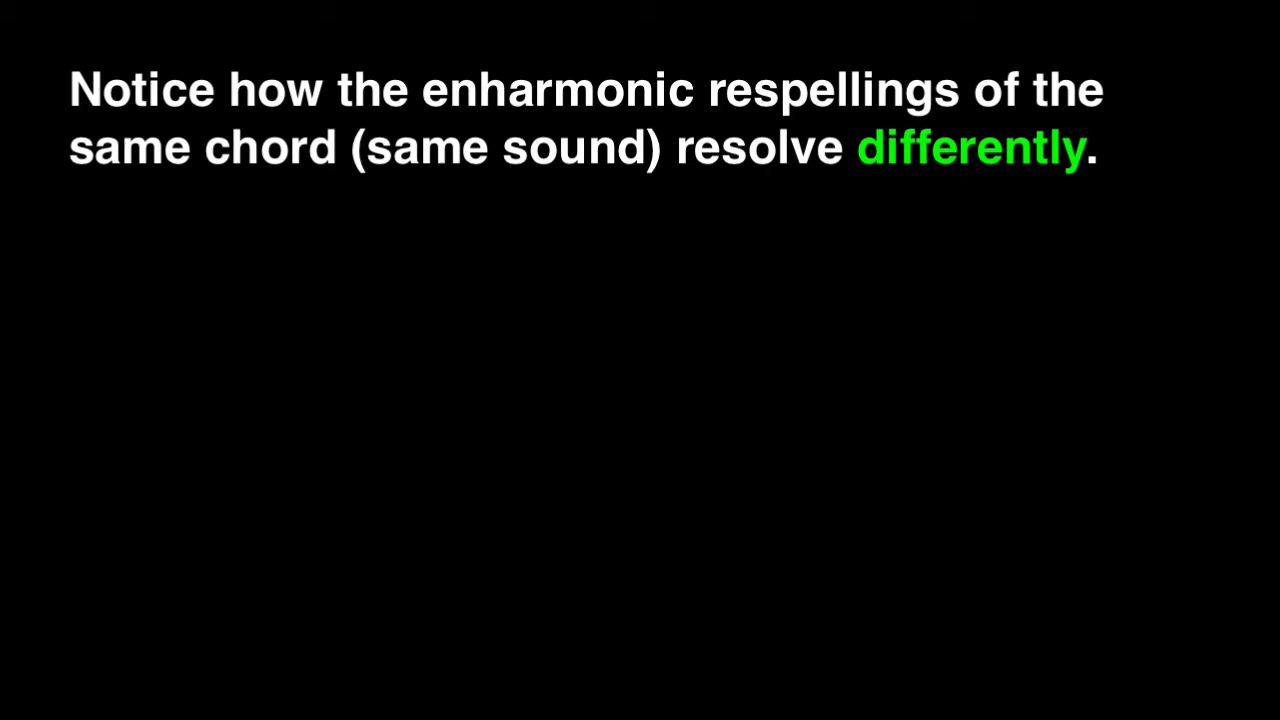 Notice how the enharmonic respellings of the
same chord (same sound) resolve differently.